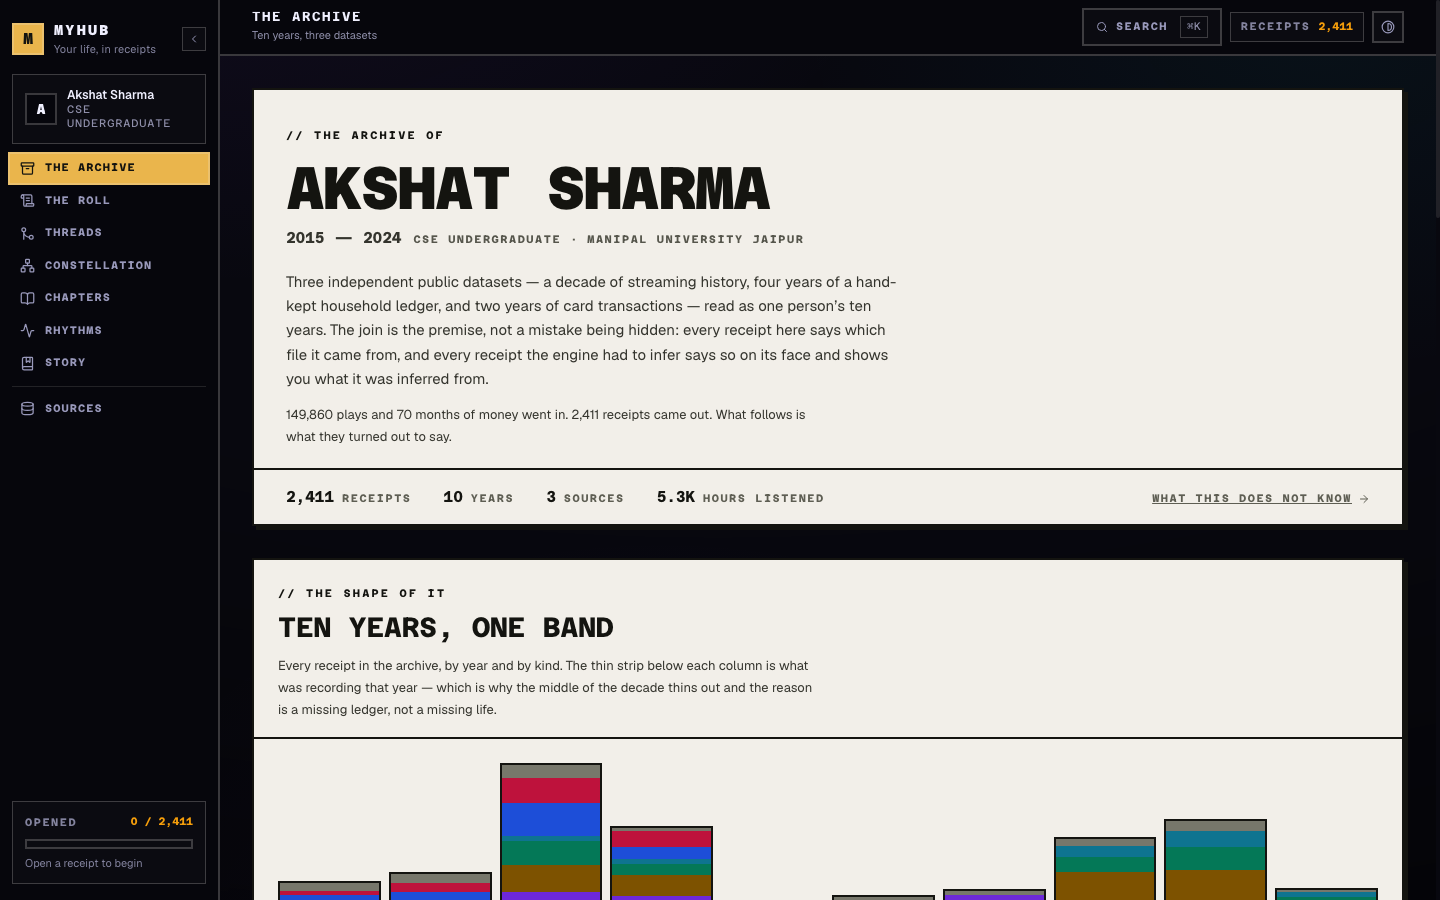 M
MYHUB
Your life, in receipts
A
Akshat Sharma
CSE
UNDERGRADUATE
THE ARCHIVE
THE ROLL
THREADS
CONSTELLATION
CHAPTERS
RHYTHMS
STORY
SOURCES
OPENED 0 / 2,411
Open a receipt to begin
THE ARCHIVE
Ten years, three datasets
SEARCH ⌘K
RECEIPTS 2,411
// THE ARCHIVE OF
AKSHAT SHARMA
2015 — 2024 CSE UNDERGRADUATE · MANIPAL UNIVERSITY JAIPUR
Three independent public datasets — a decade of streaming history, four years of a hand-
kept household ledger, and two years of card transactions — read as one person’s ten
years. The join is the premise, not a mistake being hidden: every receipt here says which
file it came from, and every receipt the engine had to infer says so on its face and shows
you what it was inferred from.
149,860 plays and 70 months of money went in. 2,411 receipts came out. What follows is
what they turned out to say.
2,411 RECEIPTS 10 YEARS 3 SOURCES 5.3K HOURS LISTENED
WHAT THIS DOES NOT KNOW →
// THE SHAPE OF IT
TEN YEARS, ONE BAND
Every receipt in the archive, by year and by kind. The thin strip below each column is what
was recording that year — which is why the middle of the decade thins out and the reason
is a missing ledger, not a missing life.